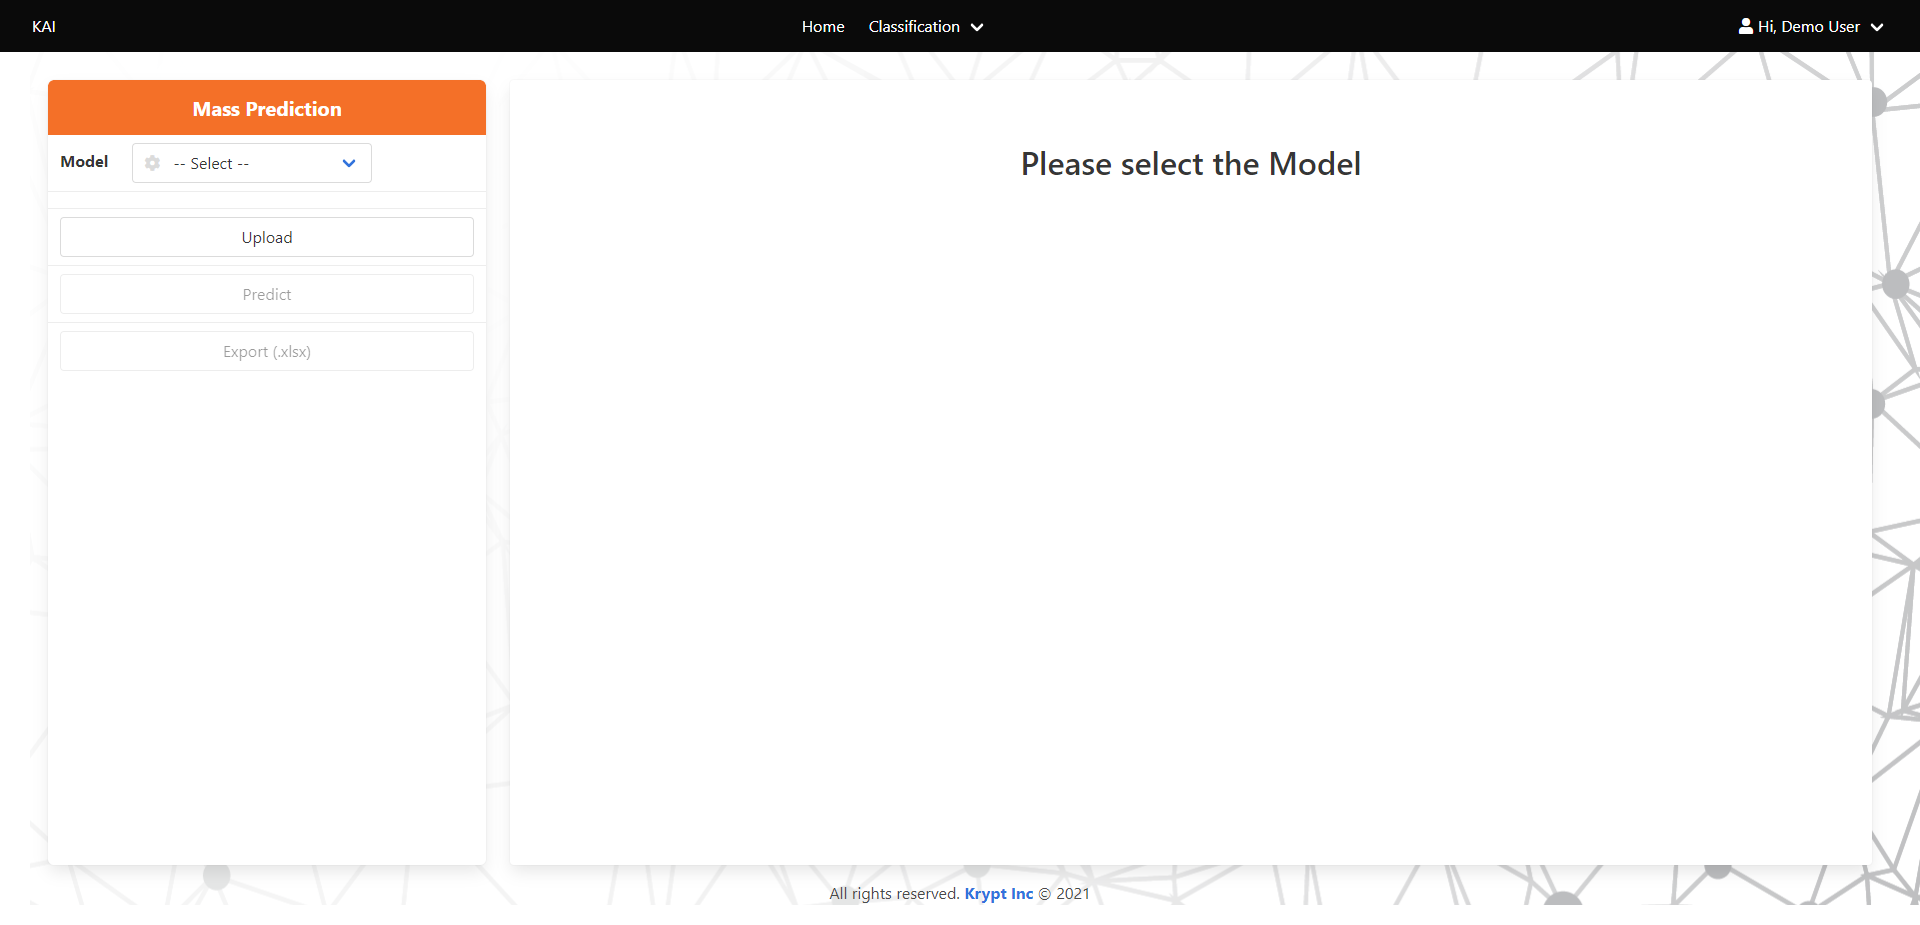 KAI
Home
Classification
Hi, Demo User
Mass Prediction
Model
-- Select --
Upload
Predict
Export (.xlsx)
Please select the Model
All rights reserved. Krypt Inc © 2021